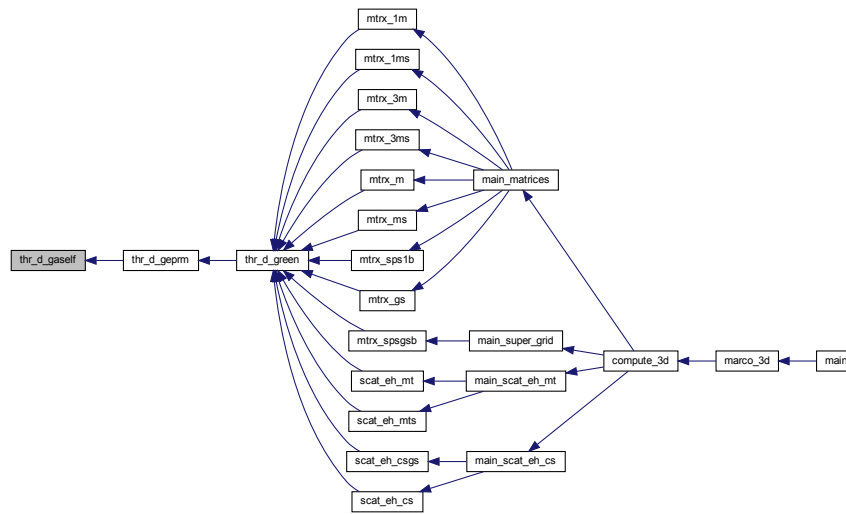 mtrx_1m
mtrx_1ms
mtrx_3m
mtrx_3ms
mtrx_m
main_matrices
mtrx_ms
thr_d_gaself
thr_d_geprm
thr_d_green
mtrx_sps1b
mtrx_gs
mtrx_spsgsb
main_super_grid
compute_3d
marco_3d
main
scat_eh_mt
main_scat_eh_mt
scat_eh_mts
scat_eh_csgs
main_scat_eh_cs
scat_eh_cs